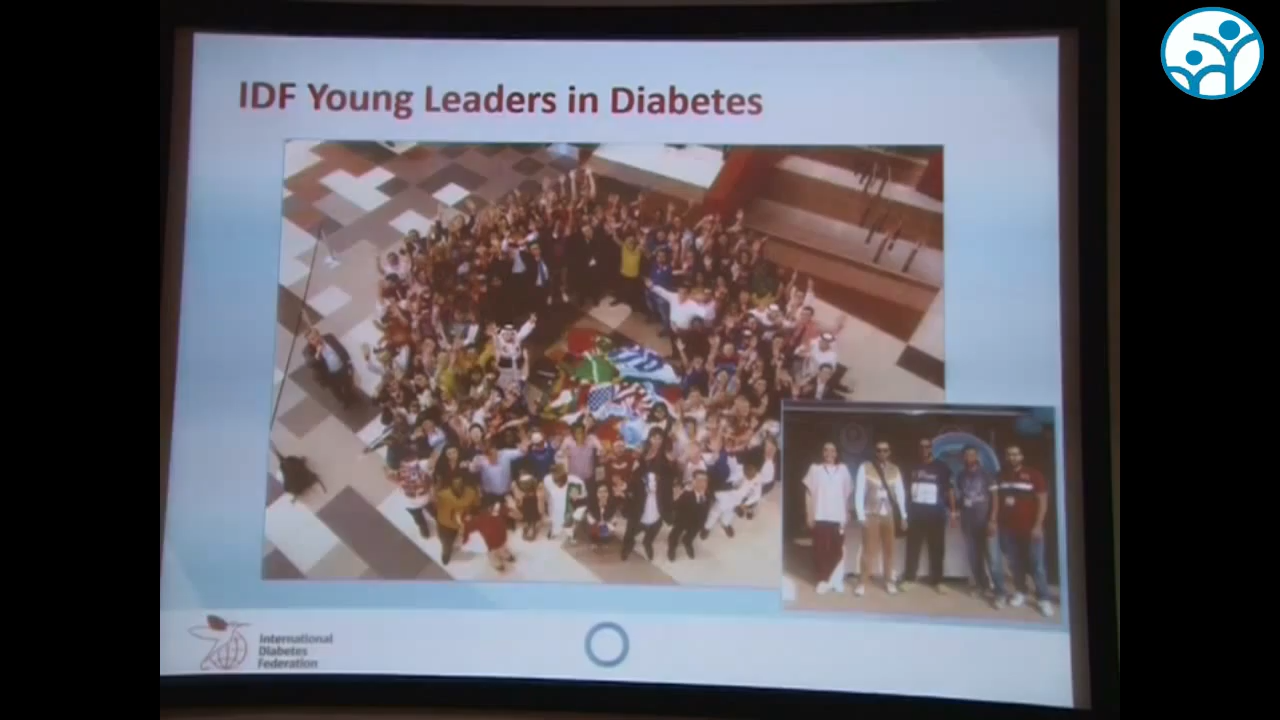 IDF Young Leaders in Diabetes
International
Diabetes
Federation